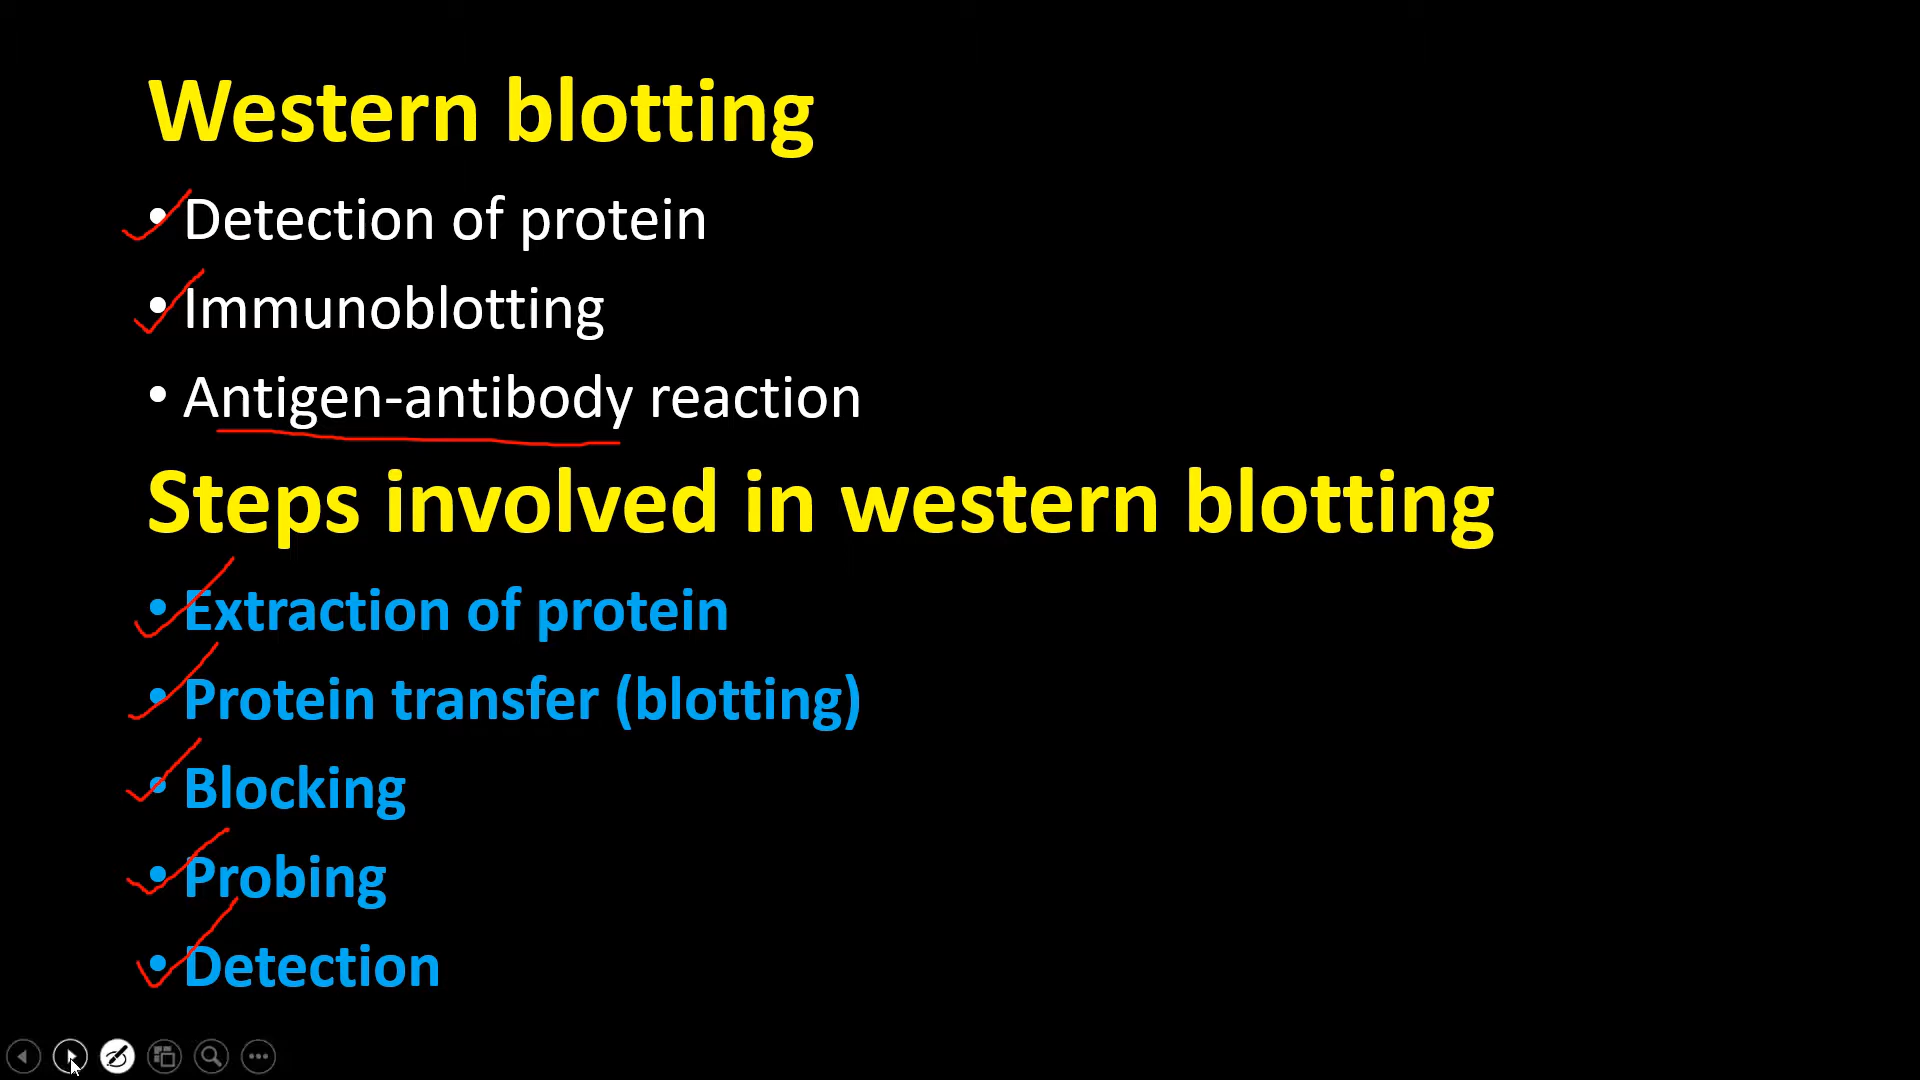 Western blotting
• Detection of protein
• Immunoblotting
• Antigen-antibody reaction
Steps involved in western blotting
• Extraction of protein
• Protein transfer (blotting)
• Blocking
• Probing
• Detection